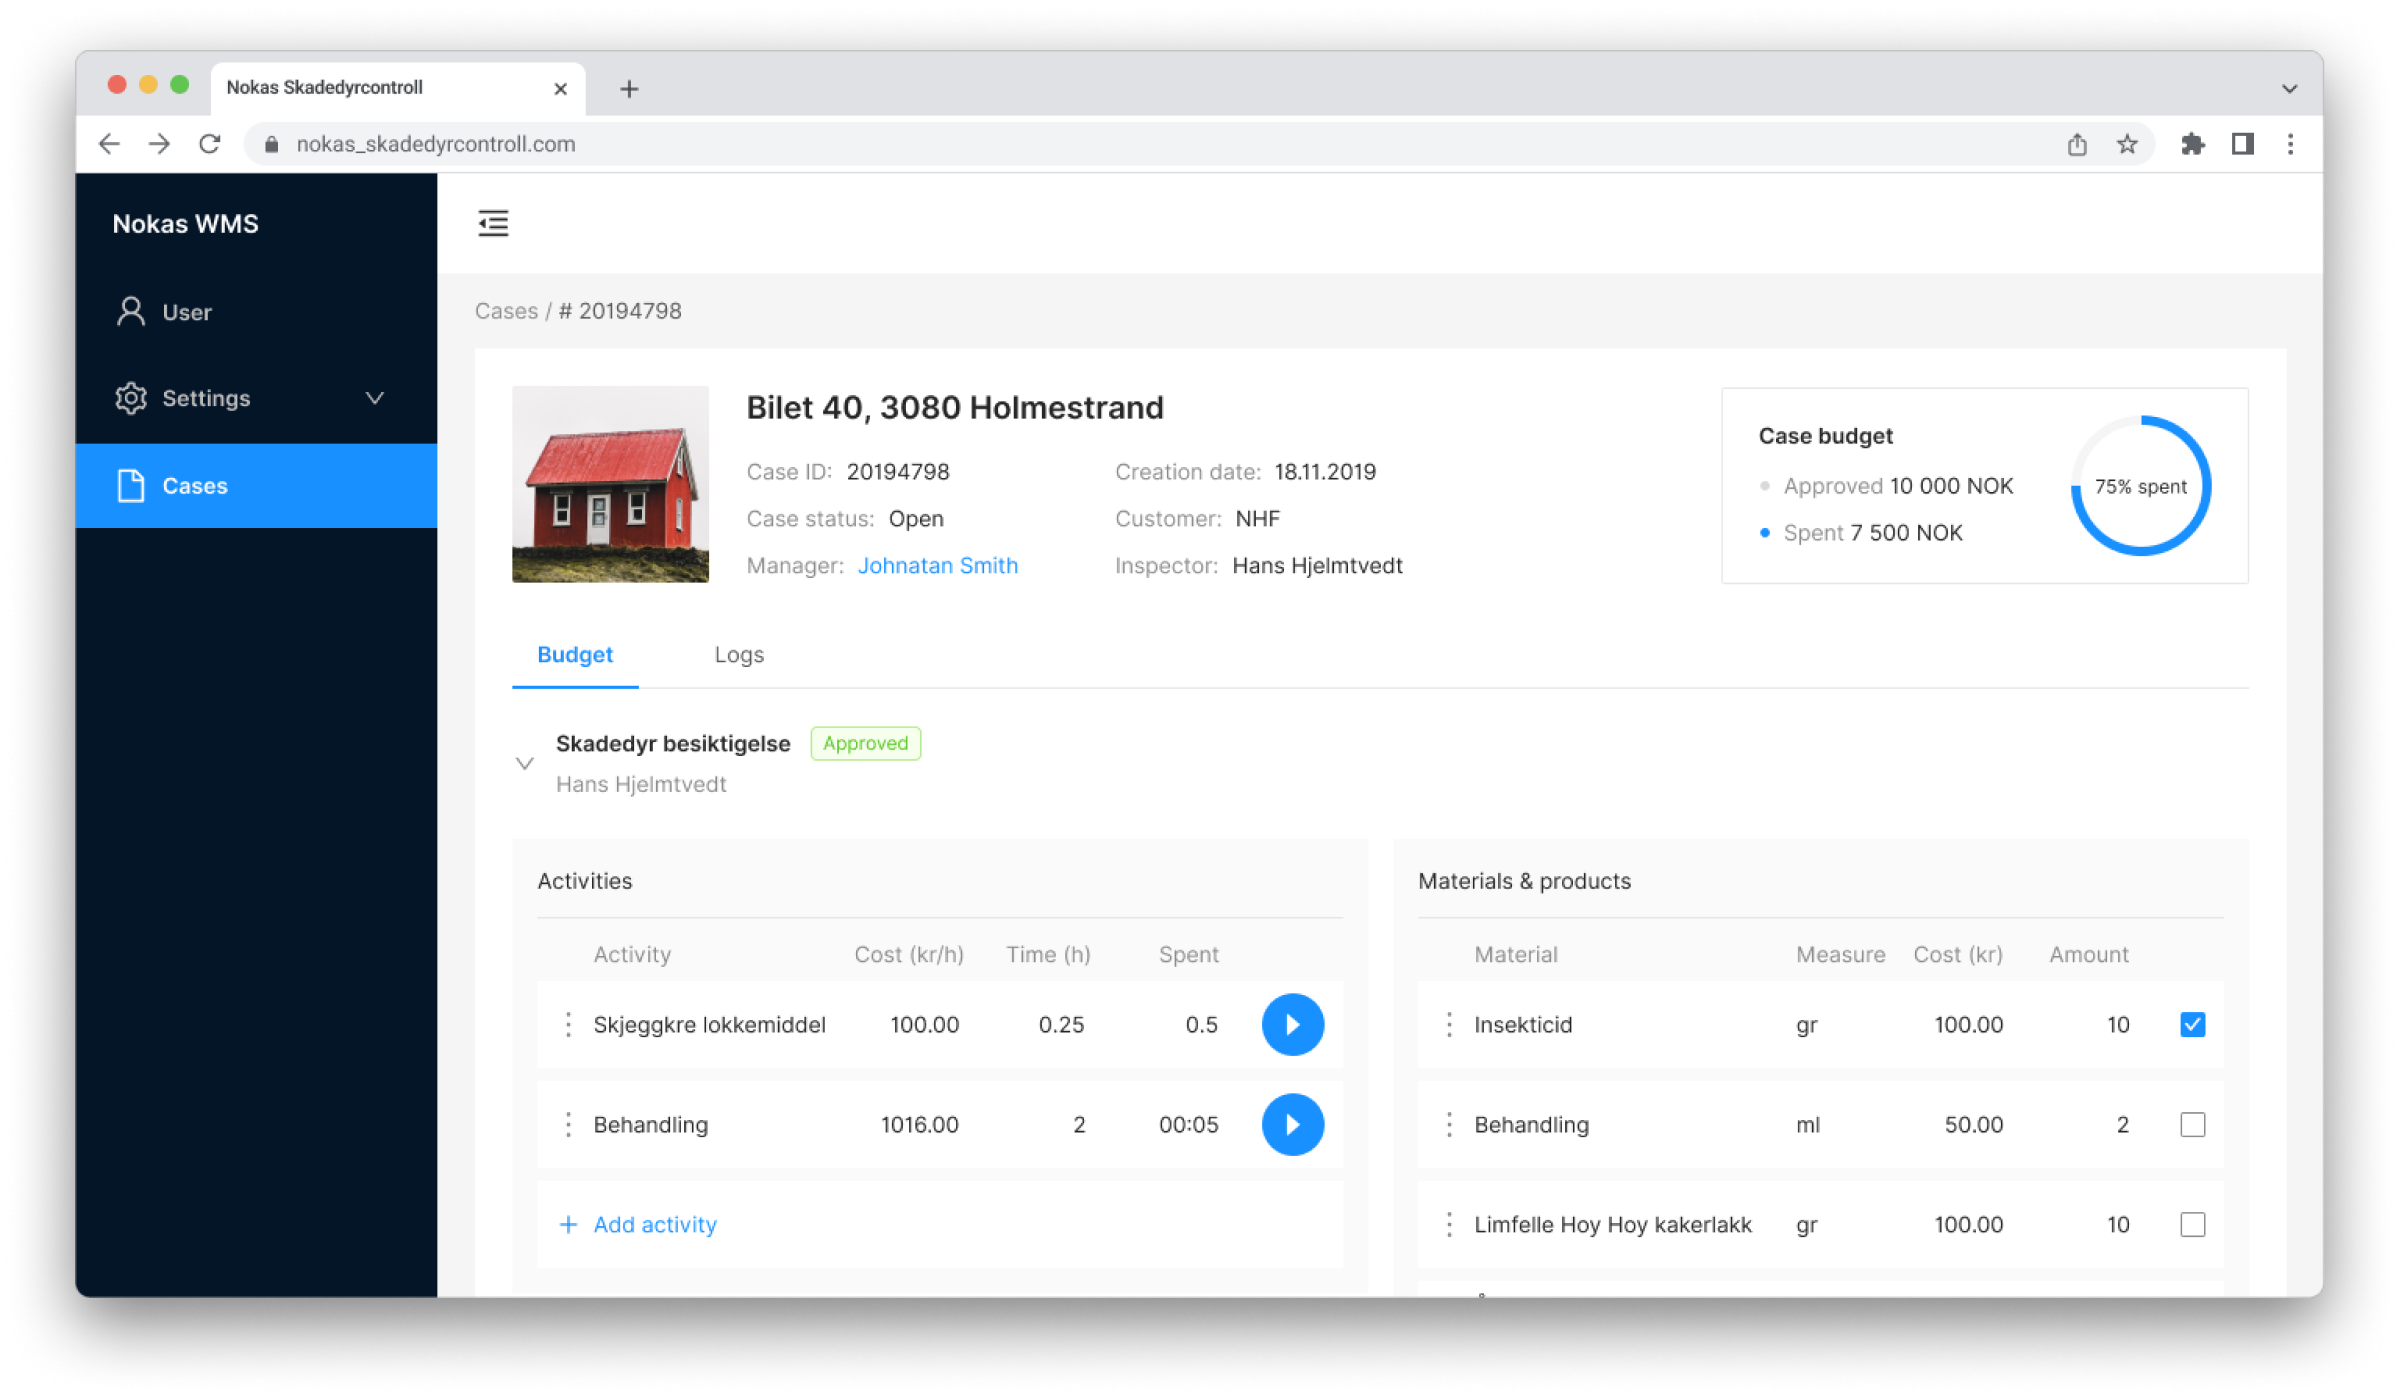 Nokas Skadedyrcontroll
nokas_skadedyrcontroll.com
Nokas WMS
User
Settings
Cases
Cases / # 20194798
Bilet 40, 3080 Holmestrand
Case ID: 20194798 Creation date: 18.11.2019
Case status: Open Customer: NHF
Manager: Johnatan Smith Inspector: Hans Hjelmtvedt
Case budget
Approved 10 000 NOK
Spent 7 500 NOK
75% spent
Budget Logs
Skadedyr besiktigelse Approved
Hans Hjelmtvedt
Activities
Activity Cost (kr/h) Time (h) Spent
Skjeggkre lokkemiddel 100.00 0.25 0.5
Behandling 1016.00 2 00:05
+ Add activity
Materials & products
Material Measure Cost (kr) Amount
Insekticid gr 100.00 10
Behandling ml 50.00 2
Limfelle Hoy Hoy kakerlakk gr 100.00 10